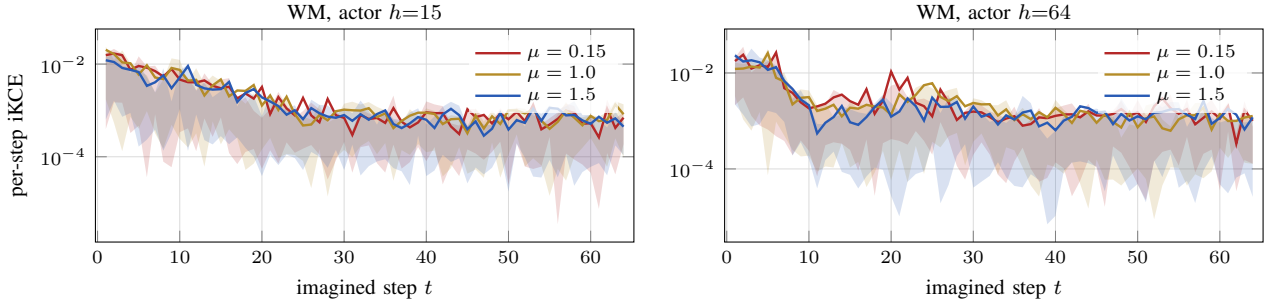 WM, actor h=15
per-step iKCE
10⁻²
10⁻⁴
μ = 0.15
μ = 1.0
μ = 1.5
0 10 20 30 40 50 60
imagined step t
WM, actor h=64
10⁻²
10⁻⁴
μ = 0.15
μ = 1.0
μ = 1.5
0 10 20 30 40 50 60
imagined step t